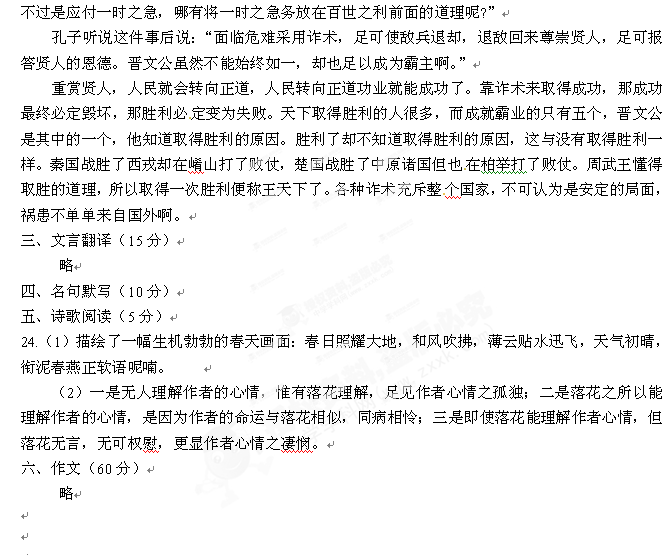 不过是应付一时之急，哪有将一时之急务放在百世之利前面的道理呢?”
孔子听说这件事后说：“面临危难采用诈术，足可使敌兵退却，退敌回来尊崇贤人，足可报
答贤人的恩德。晋文公虽然不能始终如一，却也足以成为霸主啊。”
重赏贤人，人民就会转向正道，人民转向正道功业就能成功了。靠诈术来取得成功，那成功
最终必定毁坏，那胜利必定变为失败。天下取得胜利的人很多，而成就霸业的只有五个，晋文公
是其中的一个，他知道取得胜利的原因。胜利了却不知道取得胜利的原因，这与没有取得胜利一
样。秦国战胜了西戎却在崤山打了败仗，楚国战胜了中原诸国但也在柏举打了败仗。周武王懂得
取胜的道理，所以取得一次胜利便称王天下了。各种诈术充斥整个国家，不可认为是安定的局面，
祸患不单单来自国外啊。
三、文言翻译(15 分)
略
四、名句默写(10 分)
五、诗歌阅读(5 分)
24.（1）描绘了一幅生机勃勃的春天画面：春日照耀大地，和风吹拂，薄云贴水迅飞，天气初晴，
衔泥春燕正软语呢喃。
（2）一是无人理解作者的心情，惟有落花理解，足见作者心情之孤独；二是落花之所以能
理解作者的心情，是因为作者的命运与落花相似，同病相怜；三是即使落花能理解作者心情，但
落花无言，无可权慰，更显作者心情之凄悯。
六、作文(60 分)
略